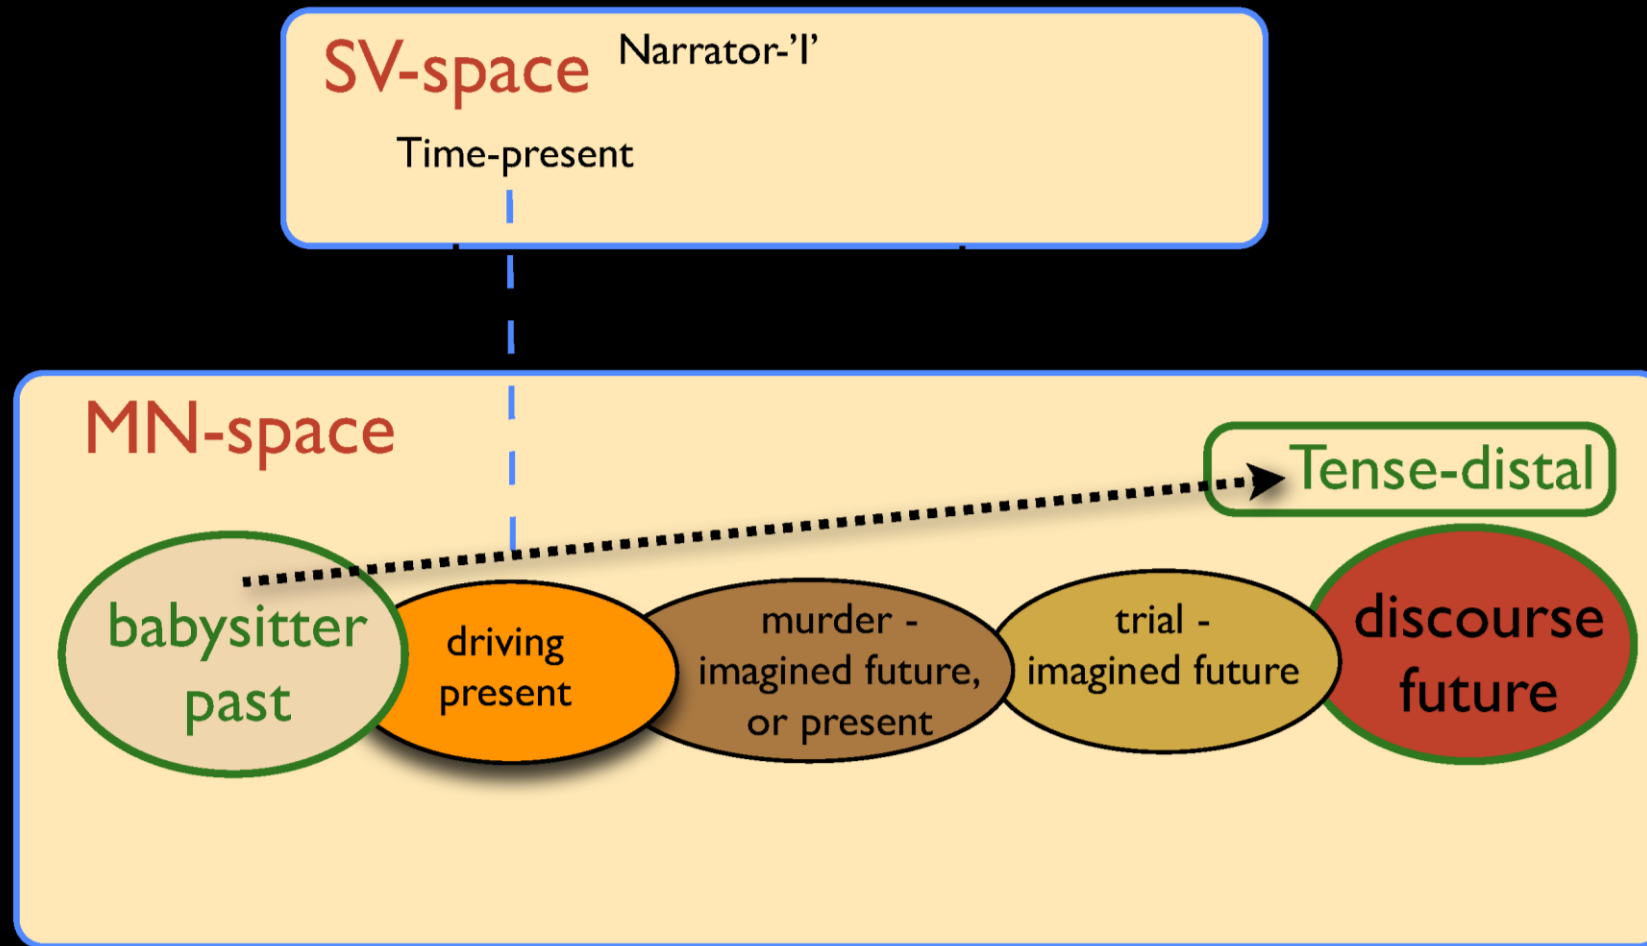 SV-space
Narrator-'I'
Time-present
MN-space
Tense-distal
babysitter
past
driving
present
murder -
imagined future,
or present
trial -
imagined future
discourse
future